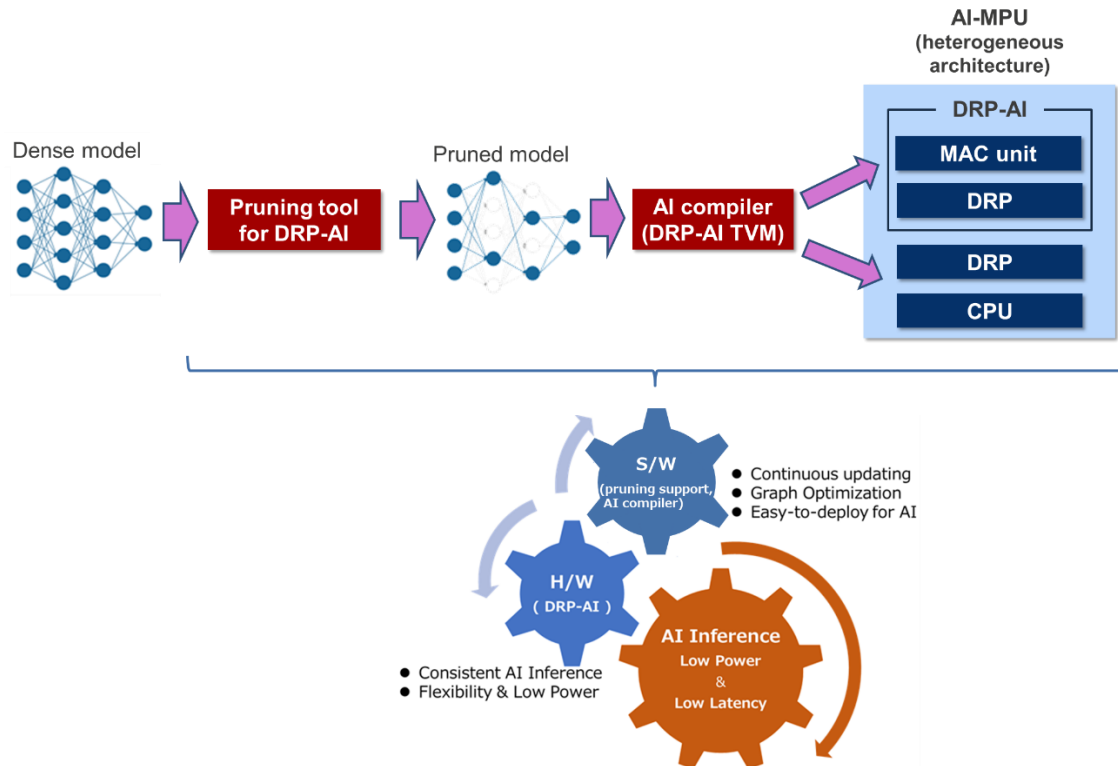 AI-MPU
(heterogeneous
architecture)
DRP-AI
MAC unit
DRP
DRP
CPU
Dense model
Pruning tool
for DRP-AI
Pruned model
AI compiler
(DRP-AI TVM)
S/W
(pruning support,
AI compiler)
● Continuous updating
● Graph Optimization
● Easy-to-deploy for AI
H/W
( DRP-AI )
● Consistent AI Inference
● Flexibility & Low Power
AI Inference
Low Power
&
Low Latency